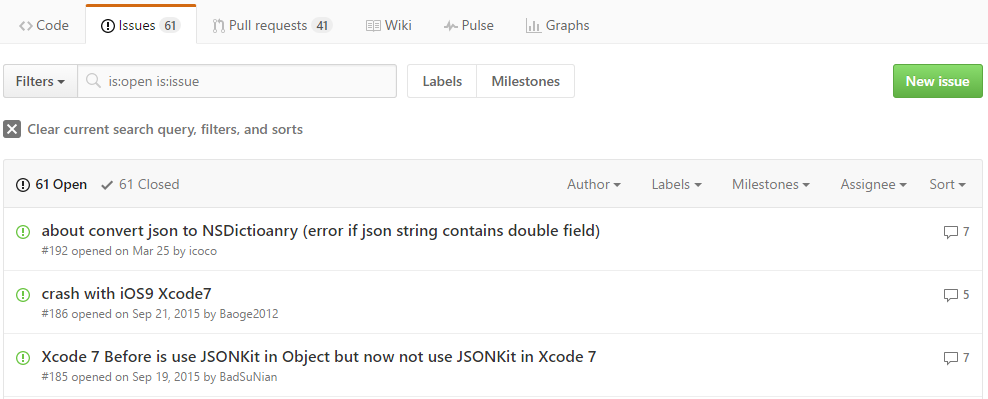 Code Issues 61 Pull requests 41 Wiki Pulse Graphs
Filters is:open is:issue Labels Milestones New issue
Clear current search query, filters, and sorts
61 Open 61 Closed Author Labels Milestones Assignee Sort
about convert json to NSDictioanry (error if json string contains double field) 7
#192 opened on Mar 25 by icoco
crash with iOS9 Xcode7 5
#186 opened on Sep 21, 2015 by Baoge2012
Xcode 7 Before is use JSONKit in Object but now not use JSONKit in Xcode 7 7
#185 opened on Sep 19, 2015 by BadSuNian